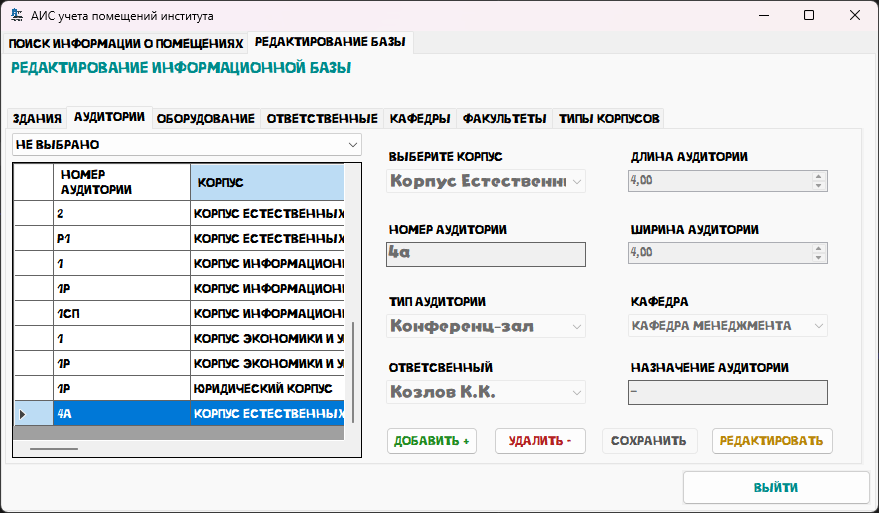 АИС учета помещений института
ПОИСК ИНФОРМАЦИИ О ПОМЕЩЕНИЯХ
РЕДАКТИРОВАНИЕ БАЗЫ
РЕДАКТИРОВАНИЕ ИНФОРМАЦИОННОЙ БАЗЫ
ЗДАНИЯ
АУДИТОРИИ
ОБОРУДОВАНИЕ
ОТВЕТСТВЕННЫЕ
КАФЕДРЫ
ФАКУЛЬТЕТЫ
ТИПЫ КОРПУСОВ
НЕ ВЫБРАНО
НОМЕР АУДИТОРИИ
КОРПУС
2 КОРПУС ЕСТЕСТВЕННЫХ
Р1 КОРПУС ЕСТЕСТВЕННЫХ
1 КОРПУС ИНФОРМАЦИОН
1Р КОРПУС ИНФОРМАЦИОН
1СП КОРПУС ИНФОРМАЦИОН
1 КОРПУС ЭКОНОМИКИ И У
1Р КОРПУС ЭКОНОМИКИ И У
1Р ЮРИДИЧЕСКИЙ КОРПУС
4А КОРПУС ЕСТЕСТВЕННЫХ
ВЫБЕРИТЕ КОРПУС
Корпус Естественн
НОМЕР АУДИТОРИИ
4а
ТИП АУДИТОРИИ
Конференц-зал
ОТВЕТСВЕННЫЙ
Козлов К.К.
ДЛИНА АУДИТОРИИ
4,00
ШИРИНА АУДИТОРИИ
4,00
КАФЕДРА
КАФЕДРА МЕНЕДЖМЕНТА
НАЗНАЧЕНИЕ АУДИТОРИИ
-
ДОБАВИТЬ +
УДАЛИТЬ -
СОХРАНИТЬ
РЕДАКТИРОВАТЬ
ВЫЙТИ